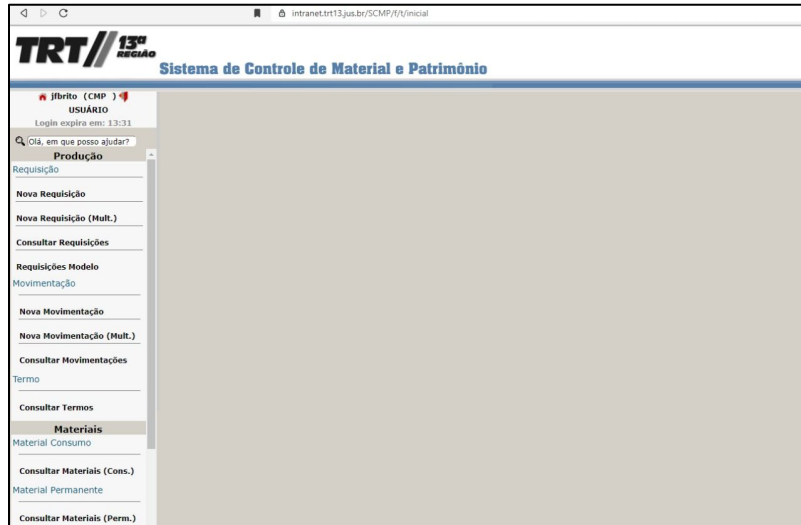 intranet.trt13.jus.br/SCMP/f/t/inicial
TRT// 13ª
REGIÃO
Sistema de Controle de Material e Patrimônio
jfbrito (CMP )
USUÁRIO
Login expira em: 13:31
Olá, em que posso ajudar?
Produção
Requisição
Nova Requisição
Nova Requisição (Mult.)
Consultar Requisições
Requisições Modelo
Movimentação
Nova Movimentação
Nova Movimentação (Mult.)
Consultar Movimentações
Termo
Consultar Termos
Materiais
Material Consumo
Consultar Materiais (Cons.)
Material Permanente
Consultar Materiais (Perm.)